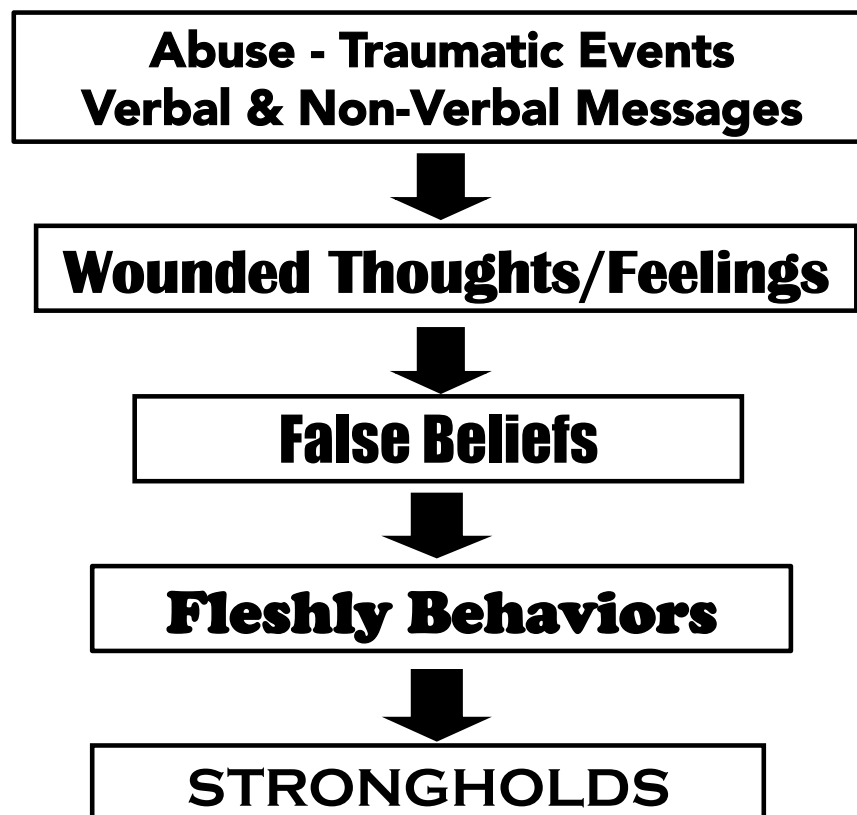 Abuse - Traumatic Events
Verbal & Non-Verbal Messages
Wounded Thoughts/Feelings
False Beliefs
Fleshly Behaviors
STRONGHOLDS